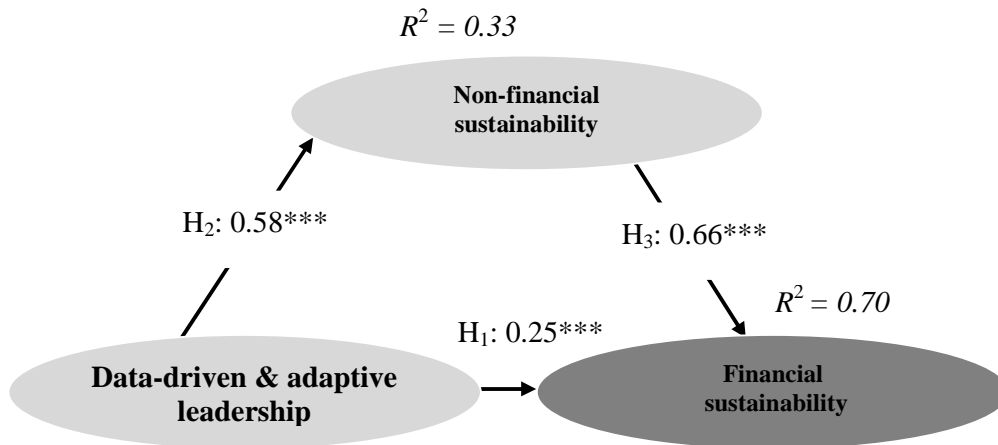 R² = 0.33
Non-financial
sustainability
H₂: 0.58***
H₃: 0.66***
R² = 0.70
H₁: 0.25***
Data-driven & adaptive
leadership
Financial
sustainability